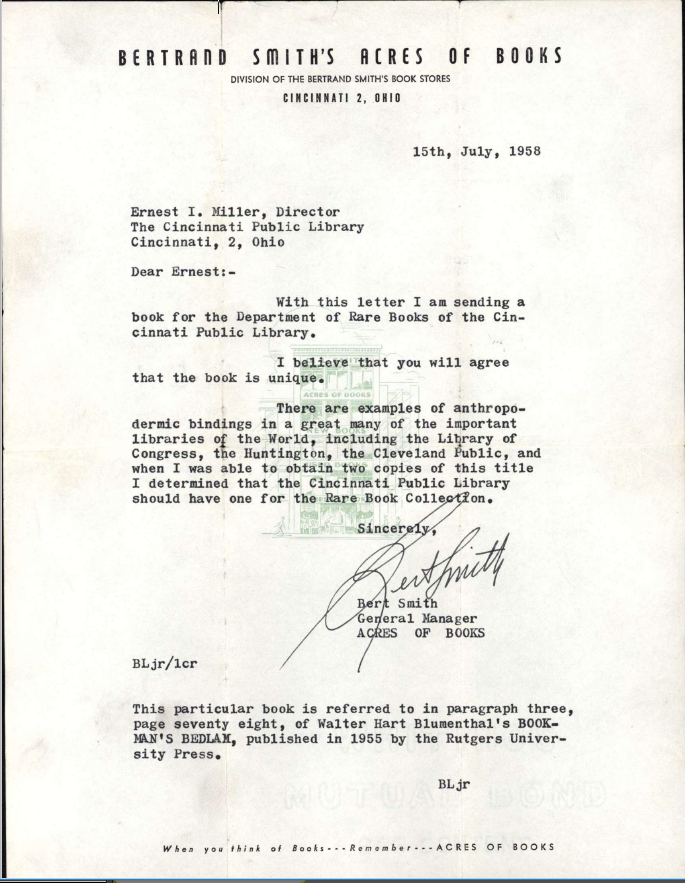 BERTRAND SMITH'S ACRES OF BOOKS
DIVISION OF THE BERTRAND SMITH'S BOOK STORES
CINCINNATI 2, OHIO
15th, July, 1958
Ernest I. Miller, Director
The Cincinnati Public Library
Cincinnati, 2, Ohio
Dear Ernest:-
With this letter I am sending a
book for the Department of Rare Books of the Cin-
cinnati Public Library.
I believe that you will agree
that the book is unique.
There are examples of anthropo-
dermic bindings in a great many of the important
libraries of the World, including the Library of
Congress, the Huntington, the Cleveland Public, and
when I was able to obtain two copies of this title
I determined that the Cincinnati Public Library
should have one for the Rare Book Collection.
ACRES OF BOOKS
NEW BOOKS
Sincerely,
Bert Smith
Bert Smith
General Manager
ACRES OF BOOKS
BLjr/lcr
This particular book is referred to in paragraph three,
page seventy eight, of Walter Hart Blumenthal's BOOK-
MAN'S BEDLAM, published in 1955 by the Rutgers Univer-
sity Press.
BLjr
MUTUAL BOND
When you think of Books---Remember---ACRES OF BOOKS